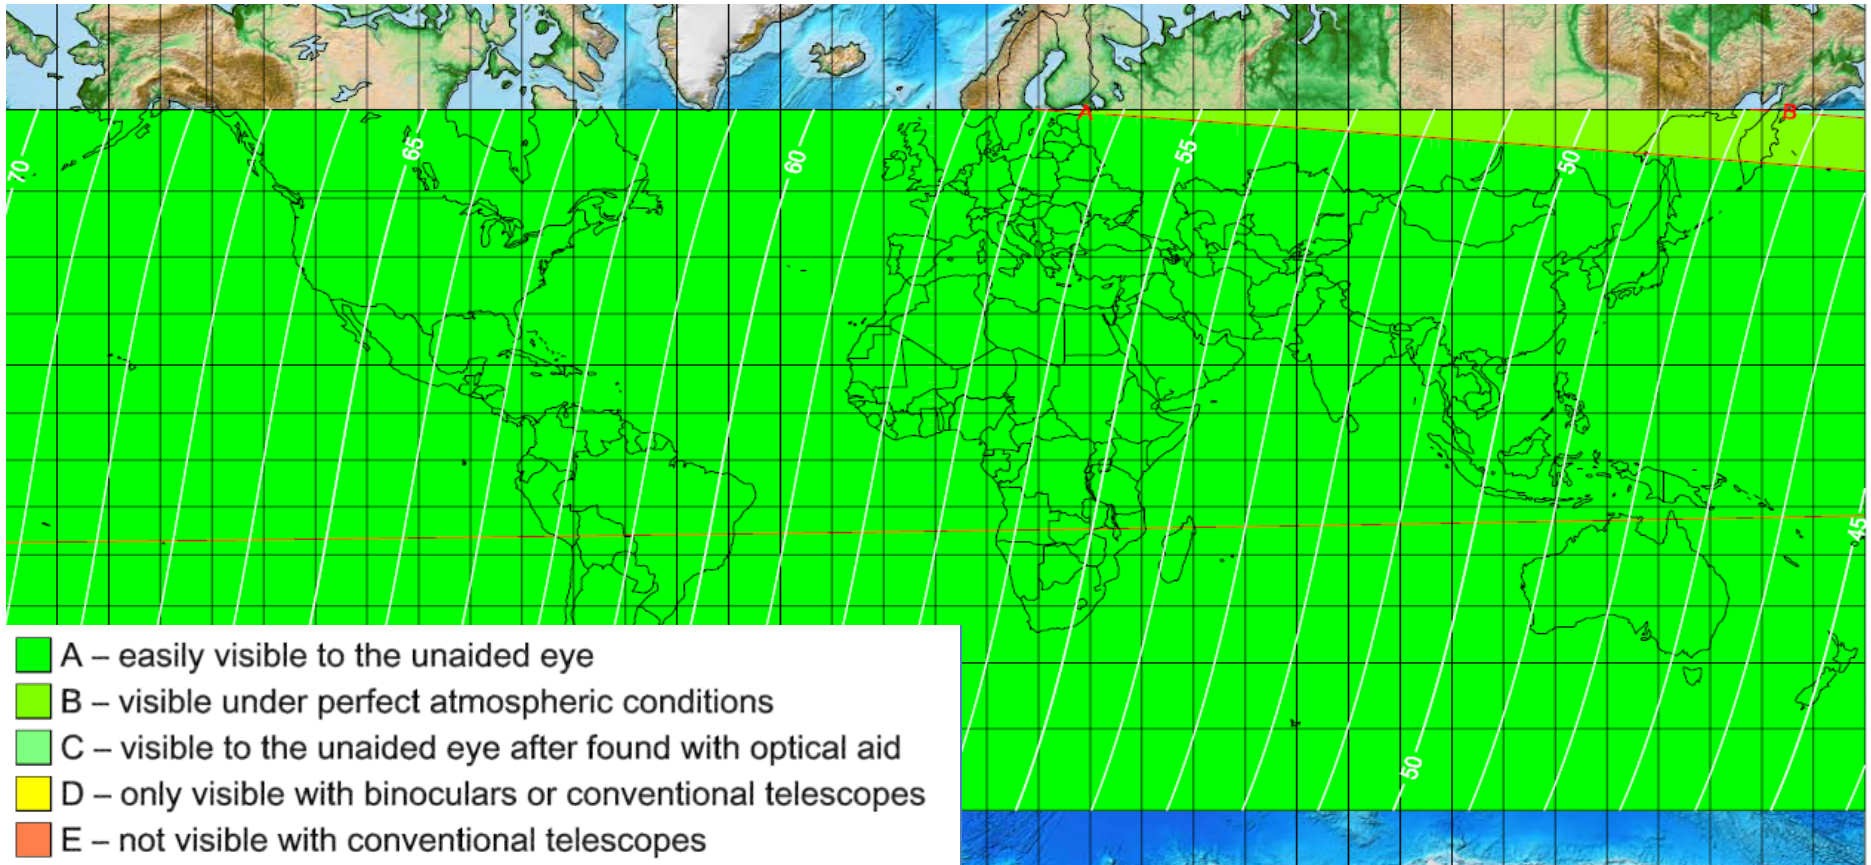 A
B
70
65
60
55
50
45
50
A – easily visible to the unaided eye
B – visible under perfect atmospheric conditions
C – visible to the unaided eye after found with optical aid
D – only visible with binoculars or conventional telescopes
E – not visible with conventional telescopes